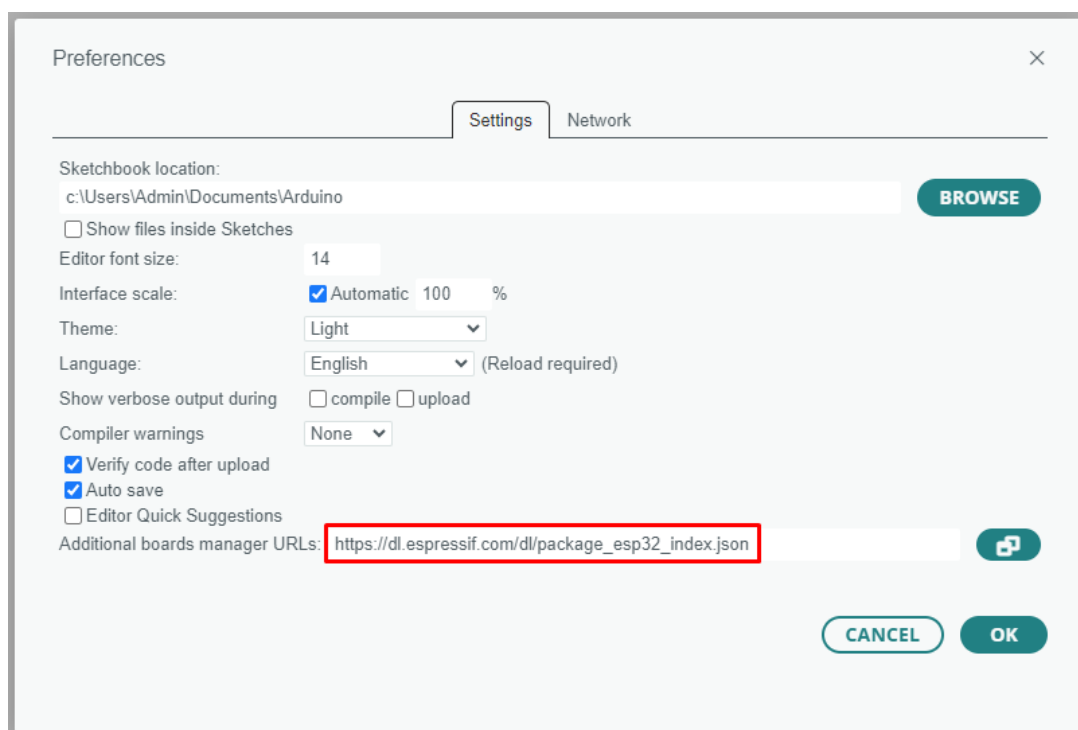 Preferences
Settings Network
Sketchbook location:
c:\Users\Admin\Documents\Arduino BROWSE
Show files inside Sketches
Editor font size: 14
Interface scale: Automatic 100 %
Theme: Light
Language: English (Reload required)
Show verbose output during compile upload
Compiler warnings None
Verify code after upload
Auto save
Editor Quick Suggestions
Additional boards manager URLs: https://dl.espressif.com/dl/package_esp32_index.json
CANCEL OK